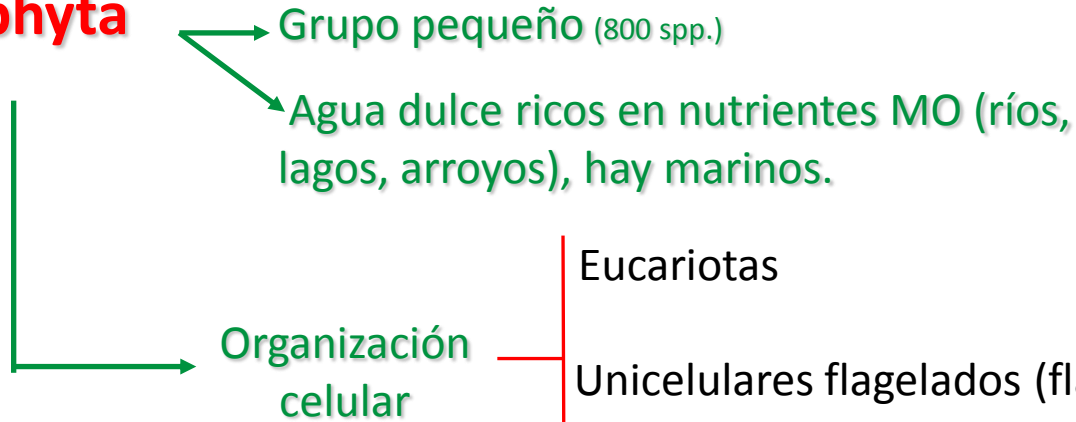 phyta
Grupo pequeño (800 spp.)
Agua dulce ricos en nutrientes MO (ríos,
lagos, arroyos), hay marinos.
Eucariotas
Organización
celular
Unicelulares flagelados (fla